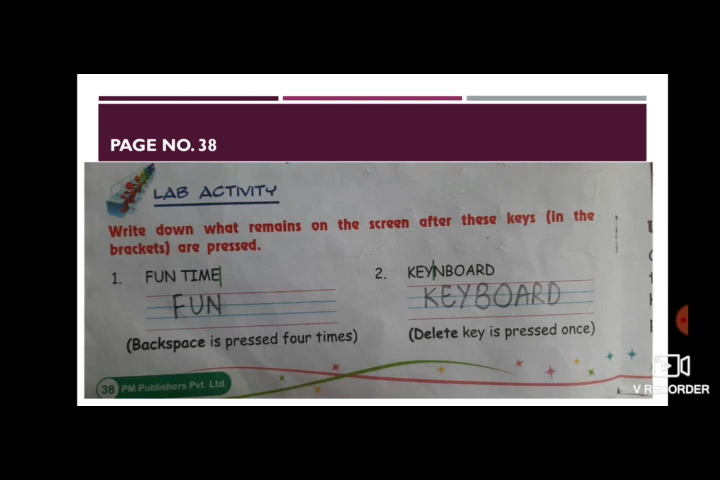 PAGE NO. 38
LAB ACTIVITY
Write down what remains on the screen after these keys (in the
brackets) are pressed.
1. FUN TIME
2. KEYNBOARD
FUN
KEYBOARD
(Backspace is pressed four times)
(Delete key is pressed once)
38 PM Publishers Pvt. Ltd.